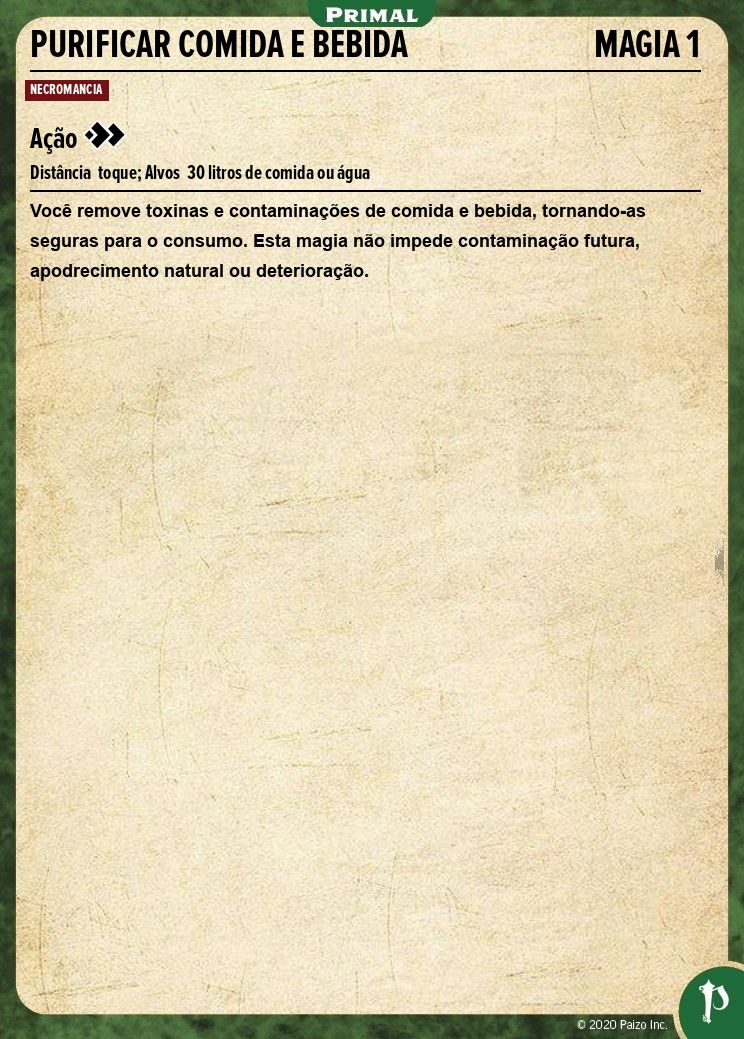 PRIMAL
PURIFICAR COMIDA E BEBIDA MAGIA 1
NECROMANCIA
Ação
Distância toque; Alvos 30 litros de comida ou água
Você remove toxinas e contaminações de comida e bebida, tornando-as
seguras para o consumo. Esta magia não impede contaminação futura,
apodrecimento natural ou deterioração.
© 2020 Paizo Inc.
P